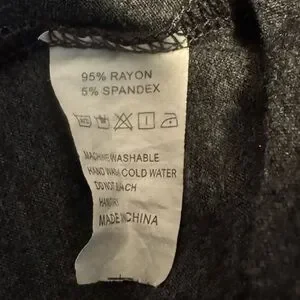 95% RAYON
5% SPANDEX
MACHINE WASHABLE
HAND WASH COLD WATER
DO NOT
MADE IN CHINA